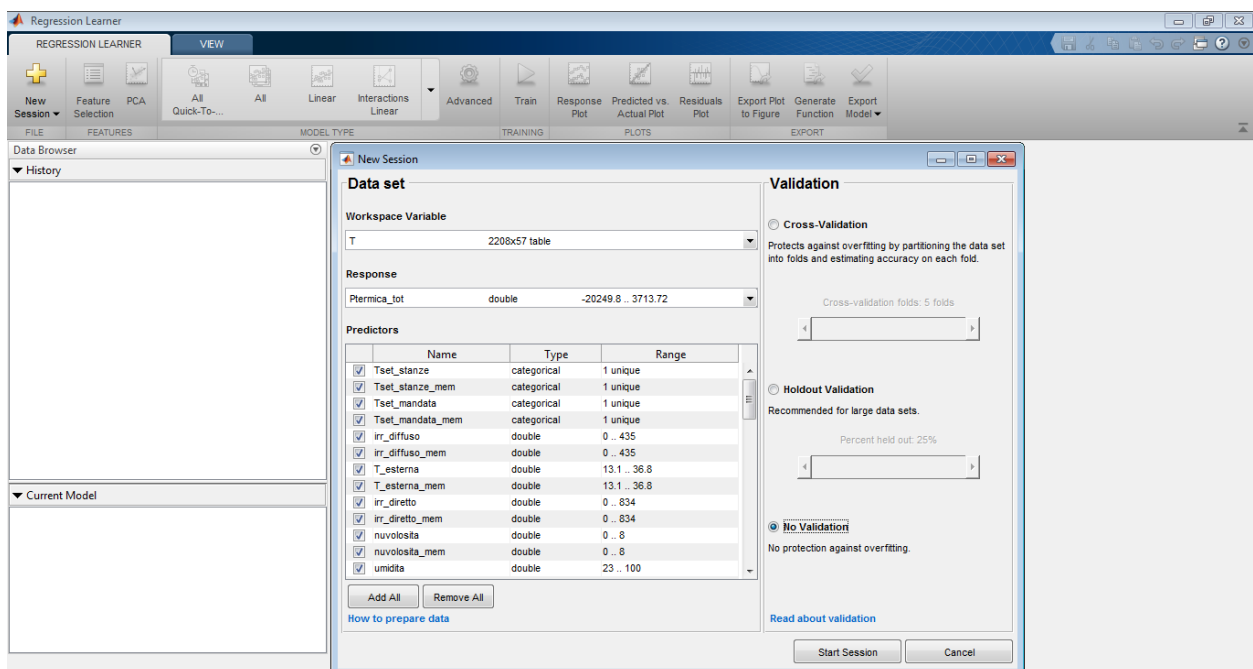 Regression Learner
REGRESSION LEARNER
VIEW
New Session
Feature Selection
PCA
All Quick-To-...
All
Linear
Interactions Linear
Advanced
Train
Response Plot
Predicted vs. Actual Plot
Residuals Plot
Export Plot to Figure
Generate Function
Export Model
FILE
FEATURES
MODEL TYPE
TRAINING
PLOTS
EXPORT
Data Browser
History
Current Model
New Session
Data set
Workspace Variable
T 2208x57 table
Response
Ptermica_tot double -20249.8 .. 3713.72
Predictors
Name Type Range
Tset_stanze categorical 1 unique
Tset_stanze_mem categorical 1 unique
Tset_mandata categorical 1 unique
Tset_mandata_mem categorical 1 unique
irr_diffuso double 0 .. 435
irr_diffuso_mem double 0 .. 435
T_esterna double 13.1 .. 36.8
T_esterna_mem double 13.1 .. 36.8
irr_diretto double 0 .. 834
irr_diretto_mem double 0 .. 834
nuvolosita double 0 .. 8
nuvolosita_mem double 0 .. 8
umidita double 23 .. 100
Add All
Remove All
How to prepare data
Validation
Cross-Validation
Protects against overfitting by partitioning the data set
into folds and estimating accuracy on each fold.
Cross-validation folds: 5 folds
Holdout Validation
Recommended for large data sets.
Percent held out: 25%
No Validation
No protection against overfitting.
Read about validation
Start Session
Cancel